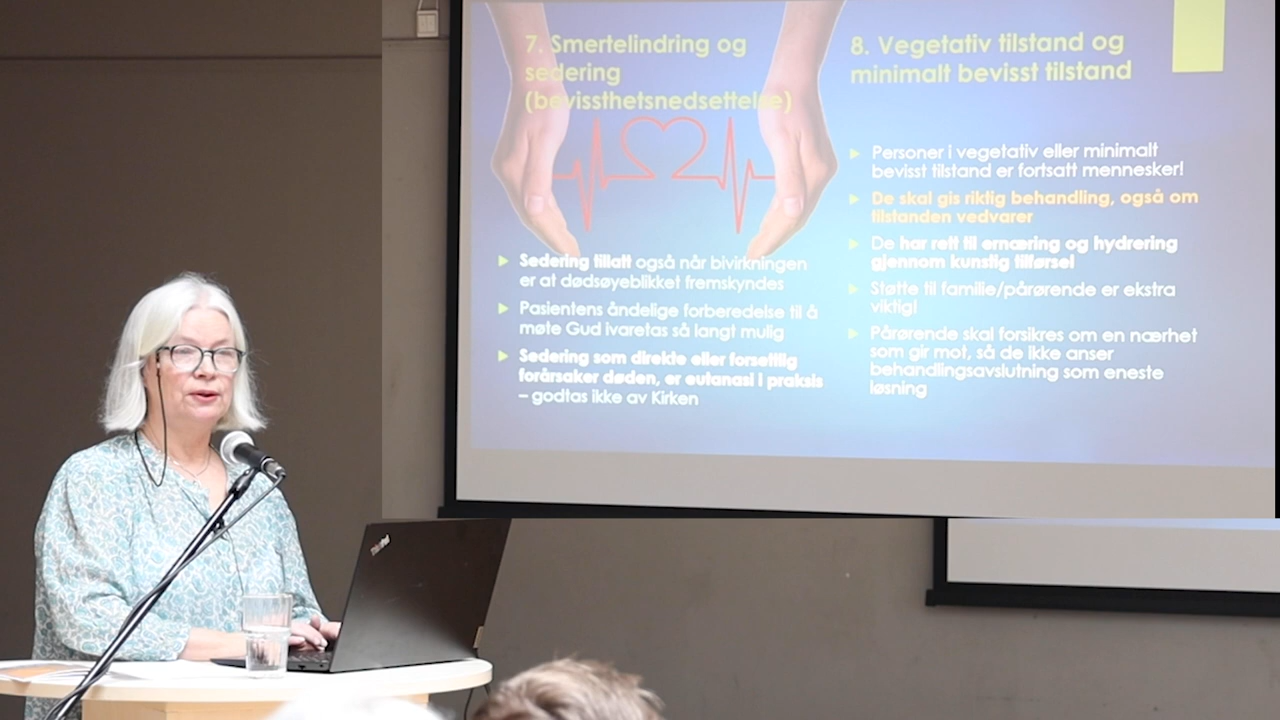 7. Smertelindring og
sedering
(bevissthetsnedsettelse)
Sedering tillatt også når bivirkningen
er at dødsøyeblikket fremskyndes
Pasientens åndelige forberedelse til å
møte Gud ivaretas så langt mulig
Sedering som direkte eller forsettlig
forårsaker døden, er eutanasi i praksis
– godtas ikke av Kirken
8. Vegetativ tilstand og
minimalt bevisst tilstand
Personer i vegetativ eller minimalt
bevisst tilstand er fortsatt mennesker!
De skal gis riktig behandling, også om
tilstanden vedvarer
De har rett til ernæring og hydrering
gjennom kunstig tilførsel
Støtte til familie/pårørende er ekstra
viktig!
Pårørende skal forsikres om en nærhet
som gir mot, så de ikke anser
behandlingsavslutning som eneste
løsning
ThinkPad